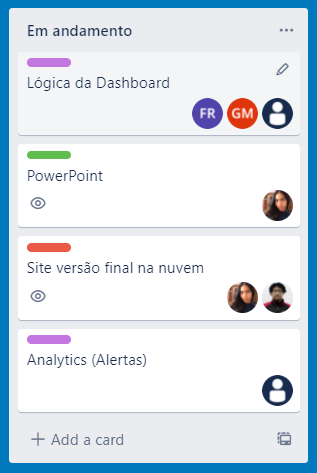 Em andamento
Lógica da Dashboard
FR GM
PowerPoint
Site versão final na nuvem
Analytics (Alertas)
Add a card